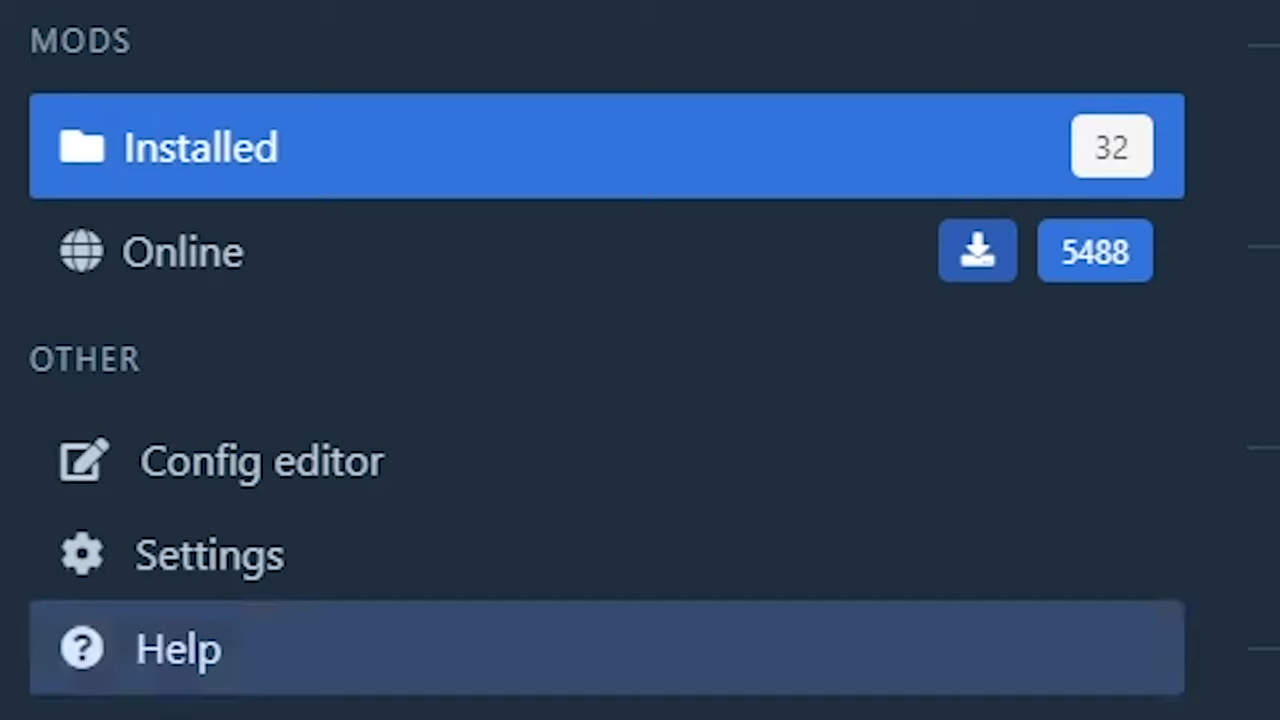 MODS
Installed 32
Online 5488
OTHER
Config editor
Settings
Help